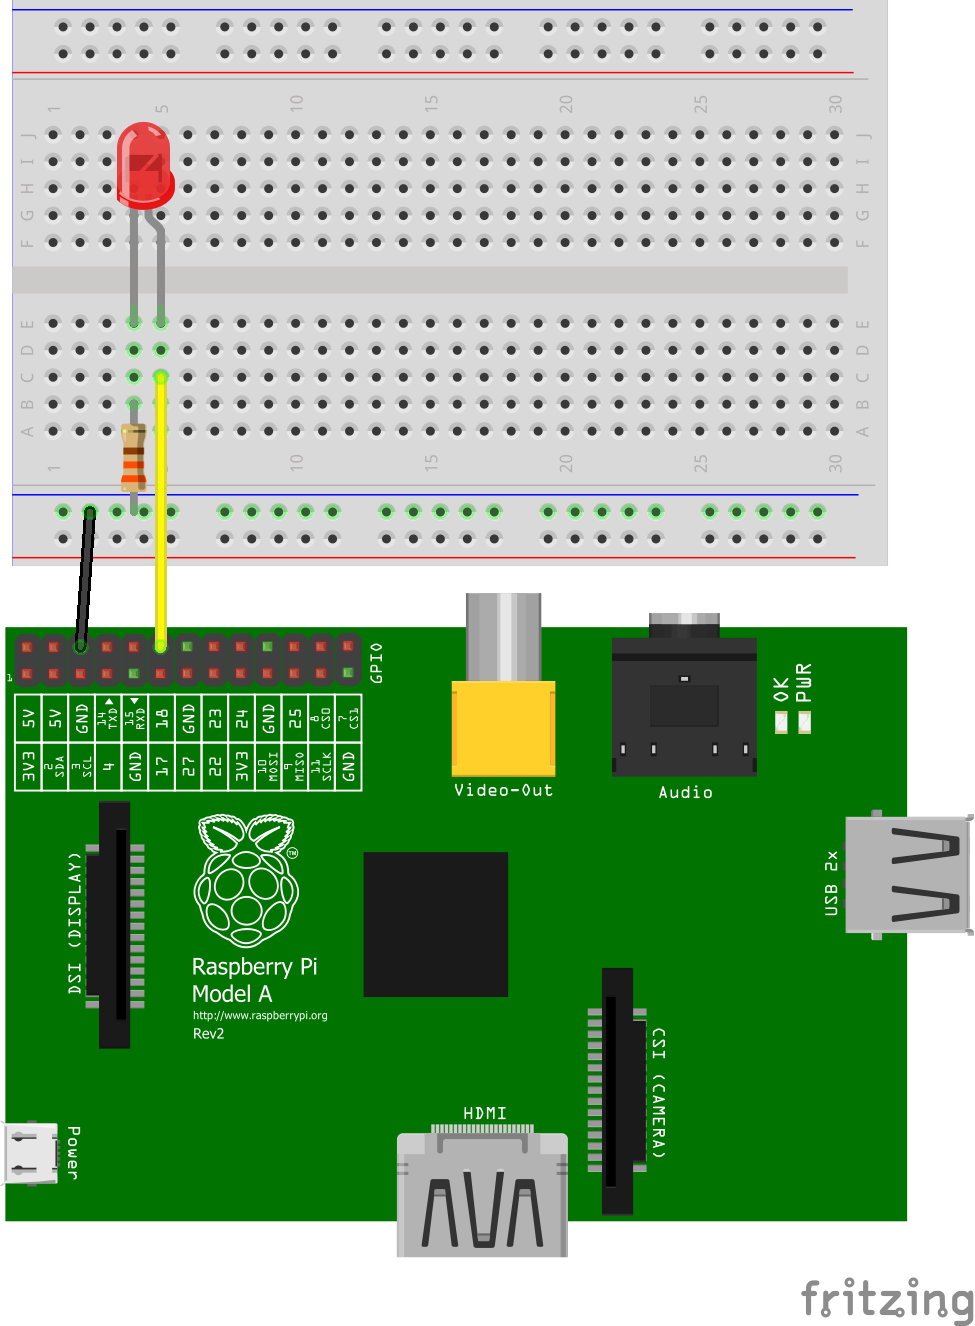 1 5 10 15 20 25 30
J J
I I
H H
G G
F F
E E
D D
C C
B B
A A
1 10 15 20 25 30
GPIO
1
5V 5V GND 14 TXD 15 RXD 18 GND 23 24 GND 25 8 CS0 7 CS1
3V3 2 SDA 3 SCL 4 GND 17 27 22 3V3 10 MOSI 9 MISO 11 SCLK GND
OK
PWR
Video-Out
Audio
DSI (DISPLAY)
TM
Raspberry Pi
Model A
http://www.raspberrypi.org
Rev2
USB 2x
CSI (CAMERA)
HDMI
Power
fritzing